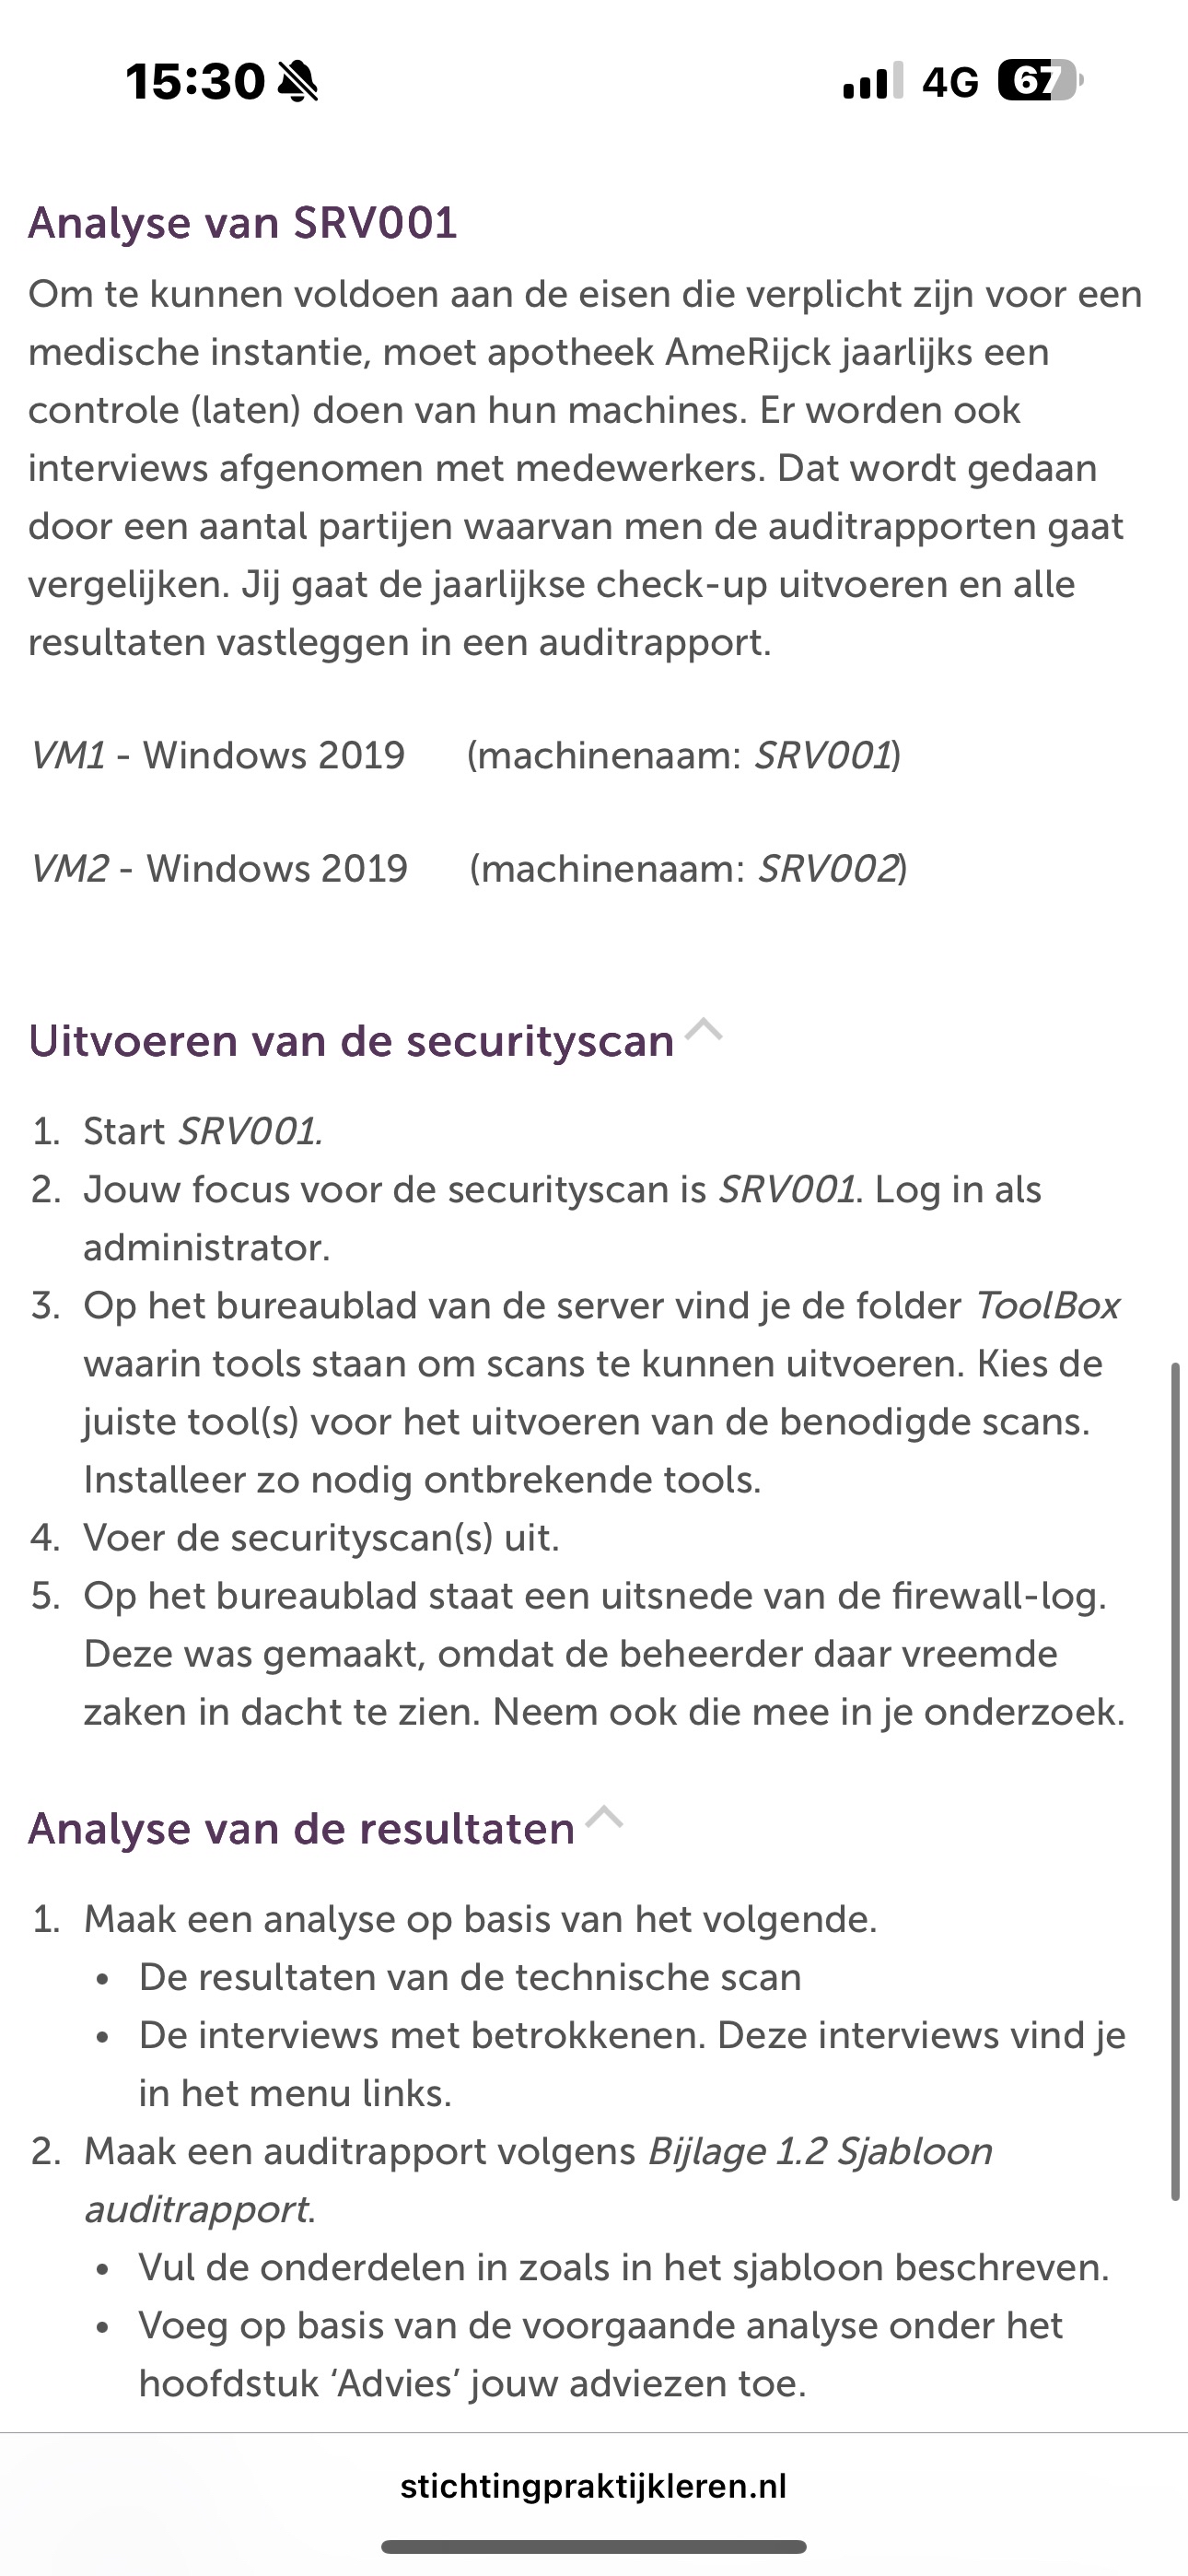 15:30
4G 67
Analyse van SRV001
Om te kunnen voldoen aan de eisen die verplicht zijn voor een
medische instantie, moet apotheek AmeRijck jaarlijks een
controle (laten) doen van hun machines. Er worden ook
interviews afgenomen met medewerkers. Dat wordt gedaan
door een aantal partijen waarvan men de auditrapporten gaat
vergelijken. Jij gaat de jaarlijkse check-up uitvoeren en alle
resultaten vastleggen in een auditrapport.
VM1 - Windows 2019 (machinenaam: SRV001)
VM2 - Windows 2019 (machinenaam: SRV002)
Uitvoeren van de securityscan
1. Start SRV001.
2. Jouw focus voor de securityscan is SRV001. Log in als
administrator.
3. Op het bureaublad van de server vind je de folder ToolBox
waarin tools staan om scans te kunnen uitvoeren. Kies de
juiste tool(s) voor het uitvoeren van de benodigde scans.
Installeer zo nodig ontbrekende tools.
4. Voer de securityscan(s) uit.
5. Op het bureaublad staat een uitsnede van de firewall-log.
Deze was gemaakt, omdat de beheerder daar vreemde
zaken in dacht te zien. Neem ook die mee in je onderzoek.
Analyse van de resultaten
1. Maak een analyse op basis van het volgende.
• De resultaten van de technische scan
• De interviews met betrokkenen. Deze interviews vind je
in het menu links.
2. Maak een auditrapport volgens Bijlage 1.2 Sjabloon
auditrapport.
• Vul de onderdelen in zoals in het sjabloon beschreven.
• Voeg op basis van de voorgaande analyse onder het
hoofdstuk ‘Advies’ jouw adviezen toe.
stichtingpraktijkleren.nl